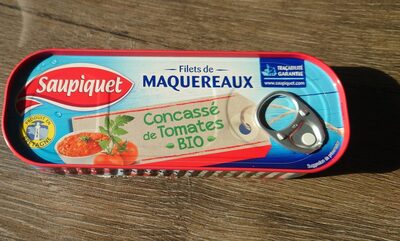 Filets de
MAQUEREAUX
Saupiquet
TRAÇABILITÉ
GARANTIE
www.saupiquet.com
Concassé
de Tomates
BIO